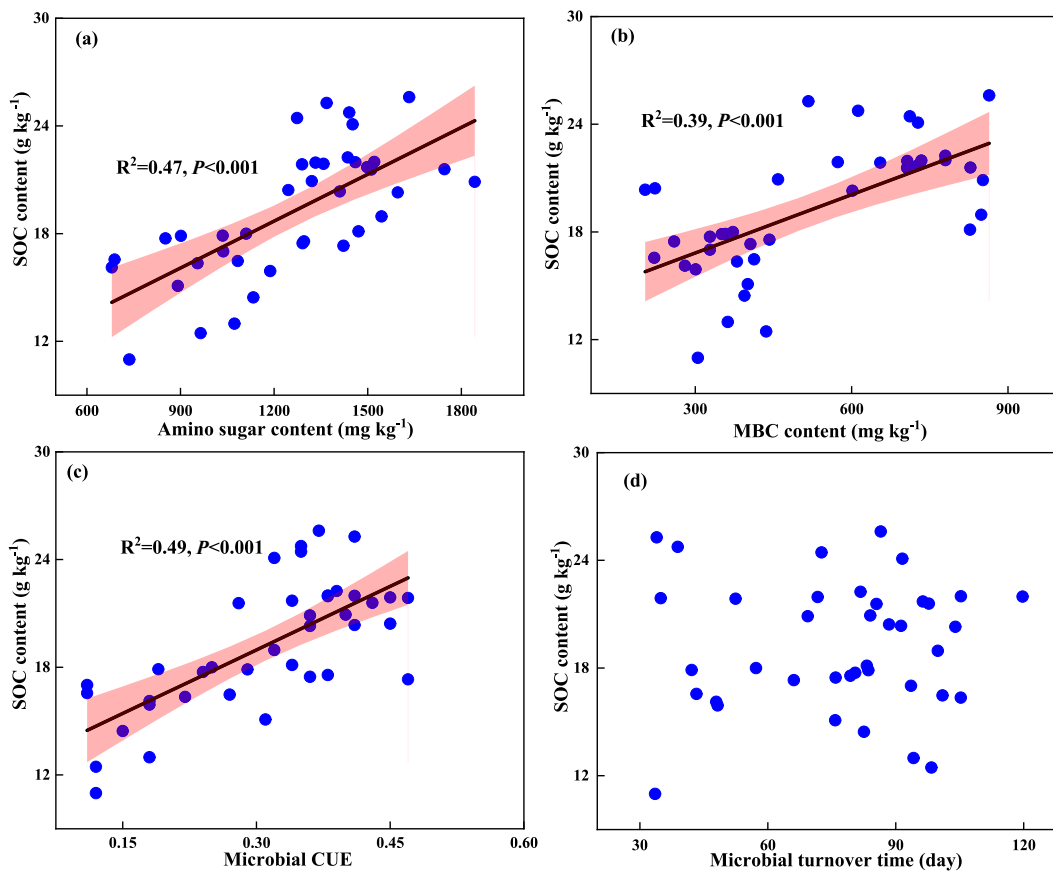 30
24
18
12
SOC content (g kg⁻¹)
(a)
R²=0.47, P<0.001
600 900 1200 1500 1800
Amino sugar content (mg kg⁻¹)
30
24
18
12
SOC content (g kg⁻¹)
(b)
R²=0.39, P<0.001
300 600 900
MBC content (mg kg⁻¹)
30
24
18
12
SOC content (g kg⁻¹)
(c)
R²=0.49, P<0.001
0.15 0.30 0.45 0.60
Microbial CUE
30
24
18
12
SOC content (g kg⁻¹)
(d)
30 60 90 120
Microbial turnover time (day)